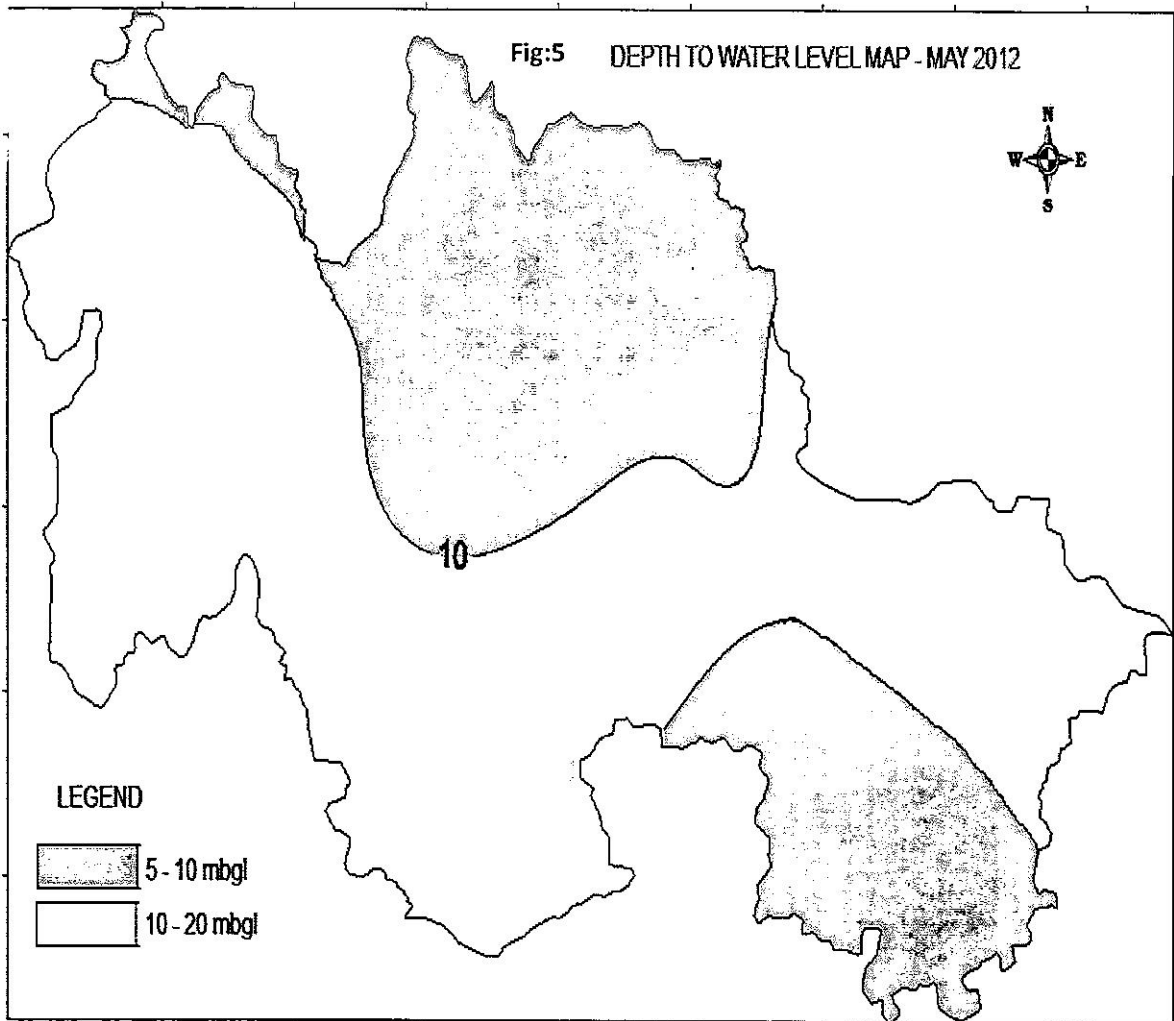 Fig:5 DEPTH TO WATER LEVEL MAP - MAY 2012
N
W E
S
10
LEGEND
5 - 10 mbgl
10 - 20 mbgl